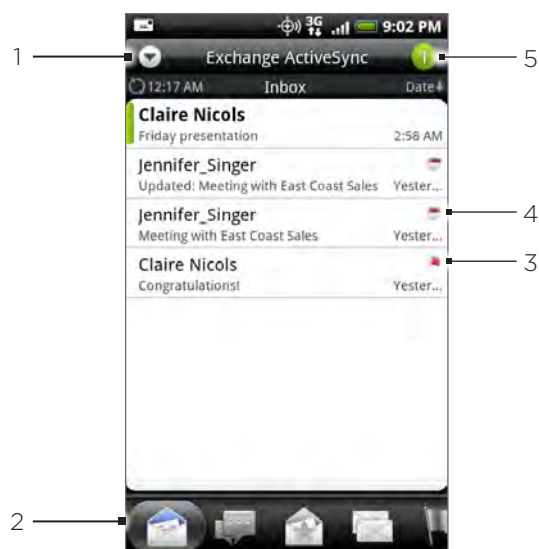 3G 9:02 PM
1 Exchange ActiveSync 1 5
12:17 AM Inbox Date
Claire Nicols
Friday presentation 2:58 AM
Jennifer_Singer
Updated: Meeting with East Coast Sales Yester...
Jennifer_Singer 4
Meeting with East Coast Sales Yester...
Claire Nicols 3
Congratulations! Yester...
2